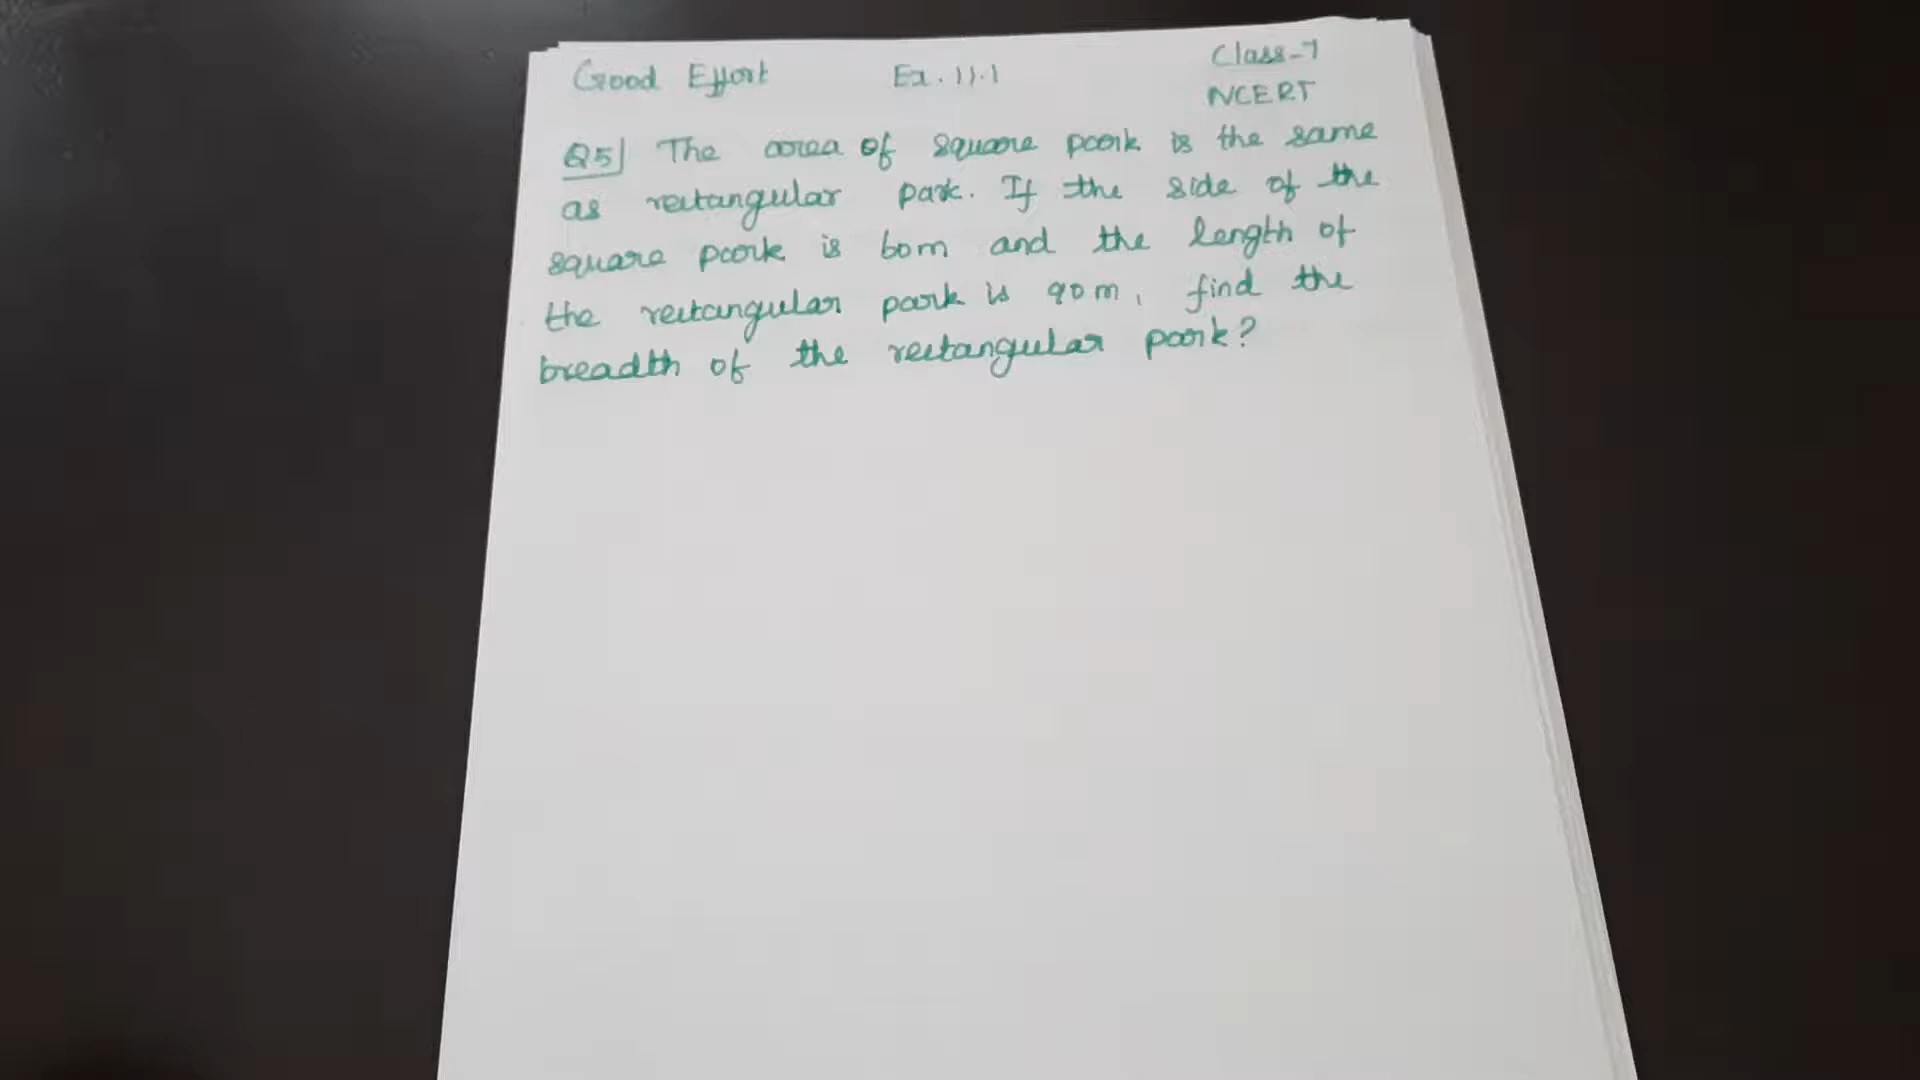 Good Effort Ex. 11.1 Class-7
NCERT
Q5] The area of square park is the same
as rectangular park. If the side of the
square park is 60m and the length of
the rectangular park is 90m, find the
breadth of the rectangular park?